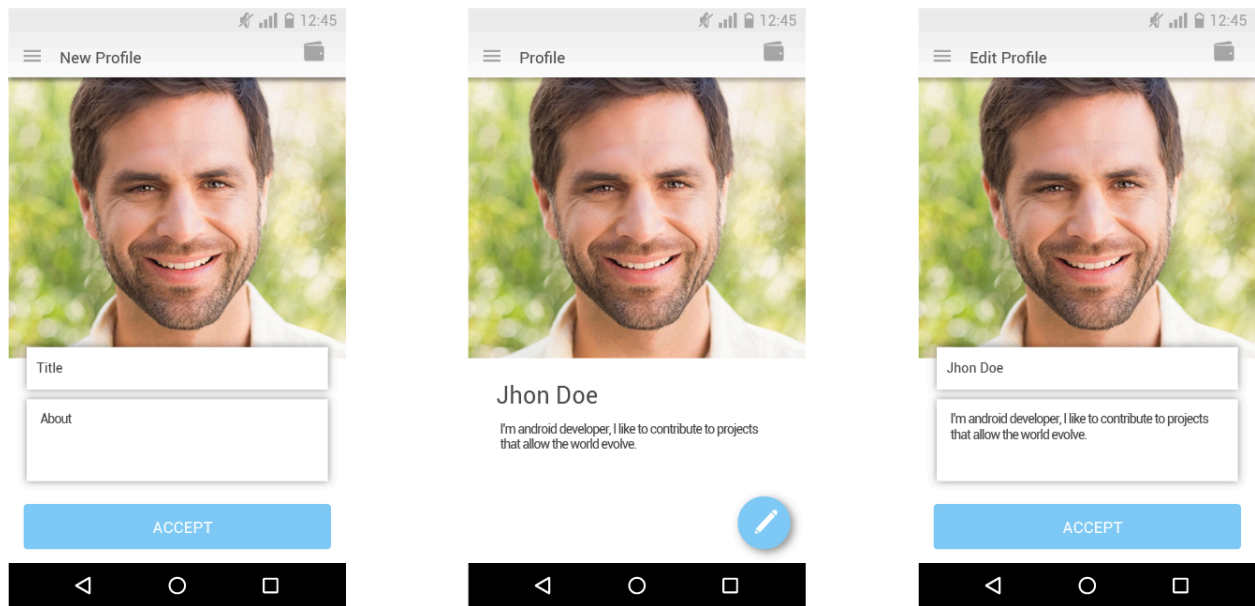 12:45
New Profile
Title
About
ACCEPT
12:45
Profile
Jhon Doe
I'm android developer, I like to contribute to projects
that allow the world evolve.
12:45
Edit Profile
Jhon Doe
I'm android developer, I like to contribute to projects
that allow the world evolve.
ACCEPT